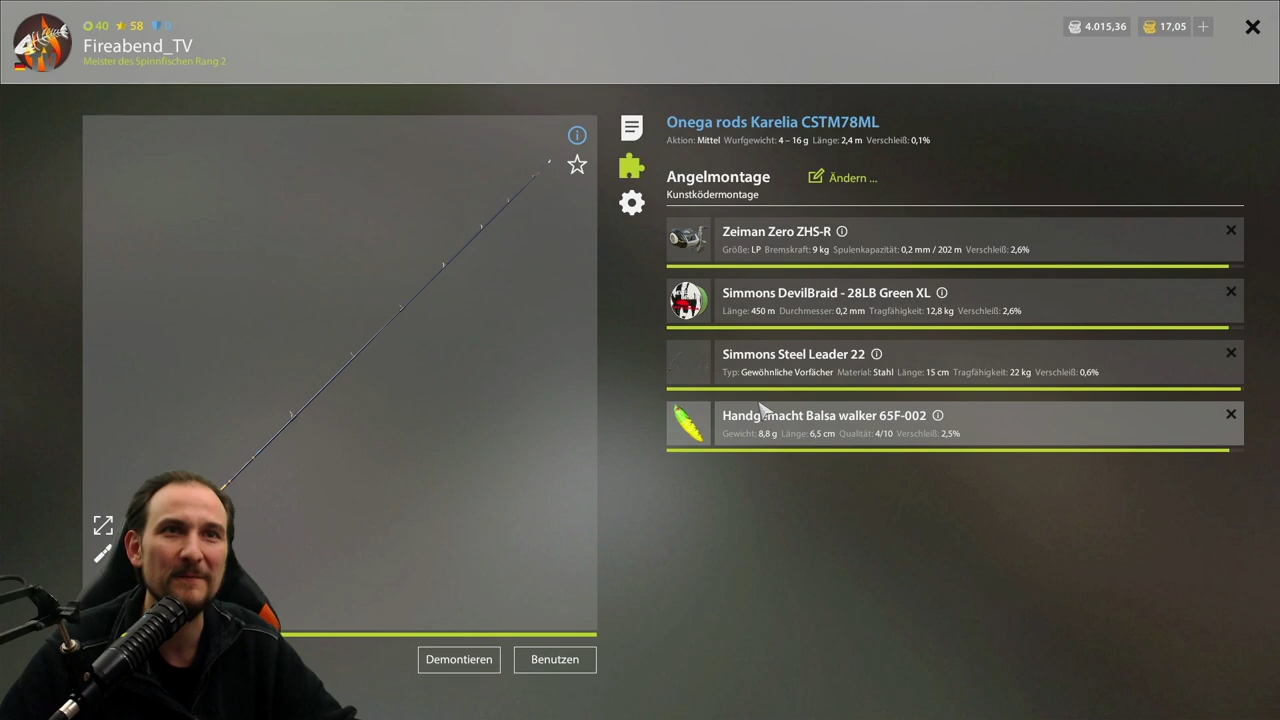 40 58 0
Fireabend_TV
Meister des Spinnfischen Rang 2
4.015,36 17,05 +
Onega rods Karelia CSTM78ML
Aktion: Mittel Wurfgewicht: 4 – 16 g Länge: 2,4 m Verschleiß: 0,1%
Angelmontage Ändern ...
Kunstködermontage
Zeiman Zero ZHS-R
Größe: LP Bremskraft: 9 kg Spulenkapazität: 0,2 mm / 202 m Verschleiß: 2,6%
Simmons DevilBraid - 28LB Green XL
Länge: 450 m Durchmesser: 0,2 mm Tragfähigkeit: 12,8 kg Verschleiß: 2,6%
Simmons Steel Leader 22
Typ: Gewöhnliche Vorfächer Material: Stahl Länge: 15 cm Tragfähigkeit: 22 kg Verschleiß: 0,6%
Handgemacht Balsa walker 65F-002
Gewicht: 8,8 g Länge: 6,5 cm Qualität: 4/10 Verschleiß: 2,5%
Demontieren Benutzen